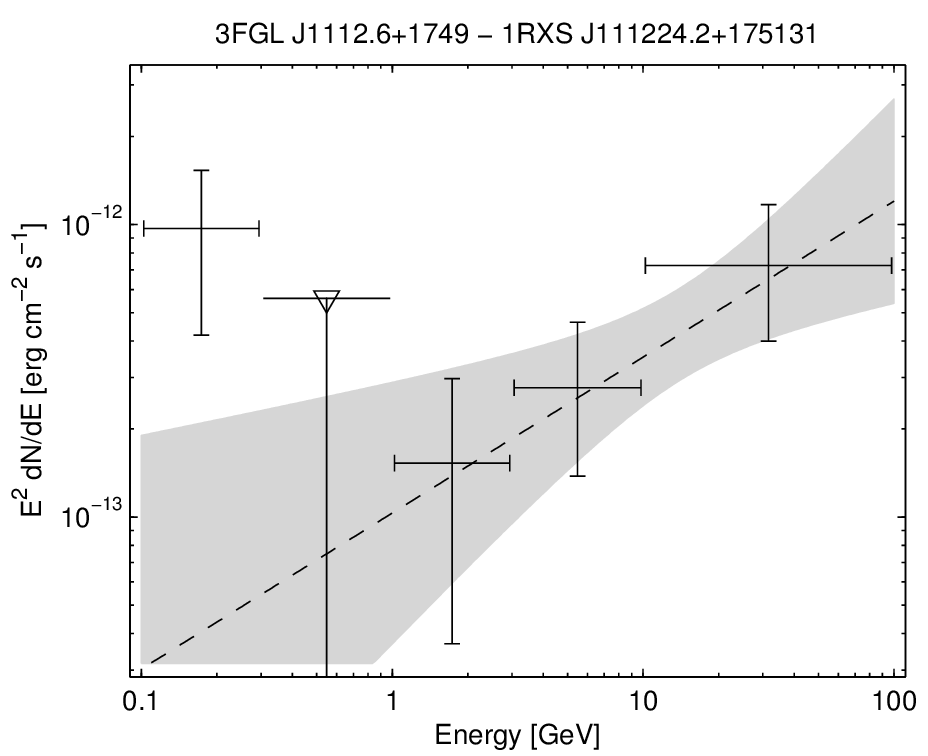 3FGL J1112.6+1749 − 1RXS J111224.2+175131
E² dN/dE [erg cm⁻² s⁻¹]
10⁻¹²
10⁻¹³
0.1 1 10 100
Energy [GeV]